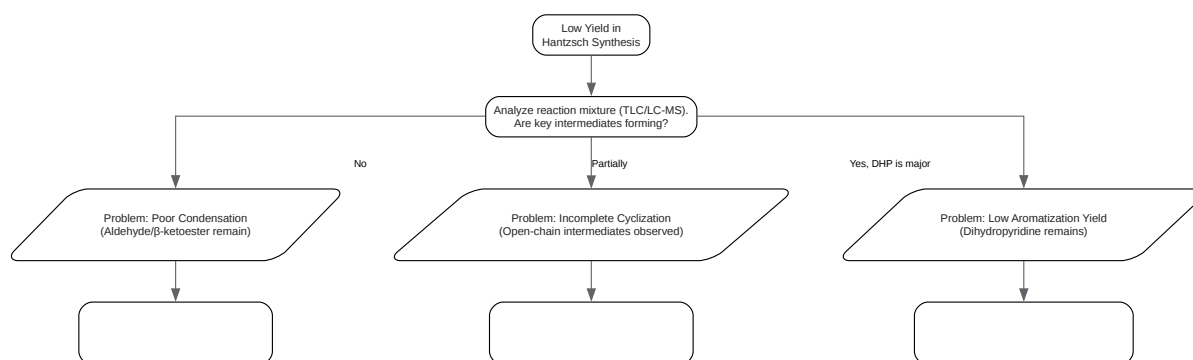 Low Yield in
Hantzsch Synthesis
Analyze reaction mixture (TLC/LC-MS).
Are key intermediates forming?
No
Partially
Yes, DHP is major
Problem: Poor Condensation
(Aldehyde/β-ketoester remain)
Problem: Incomplete Cyclization
(Open-chain intermediates observed)
Problem: Low Aromatization Yield
(Dihydropyridine remains)